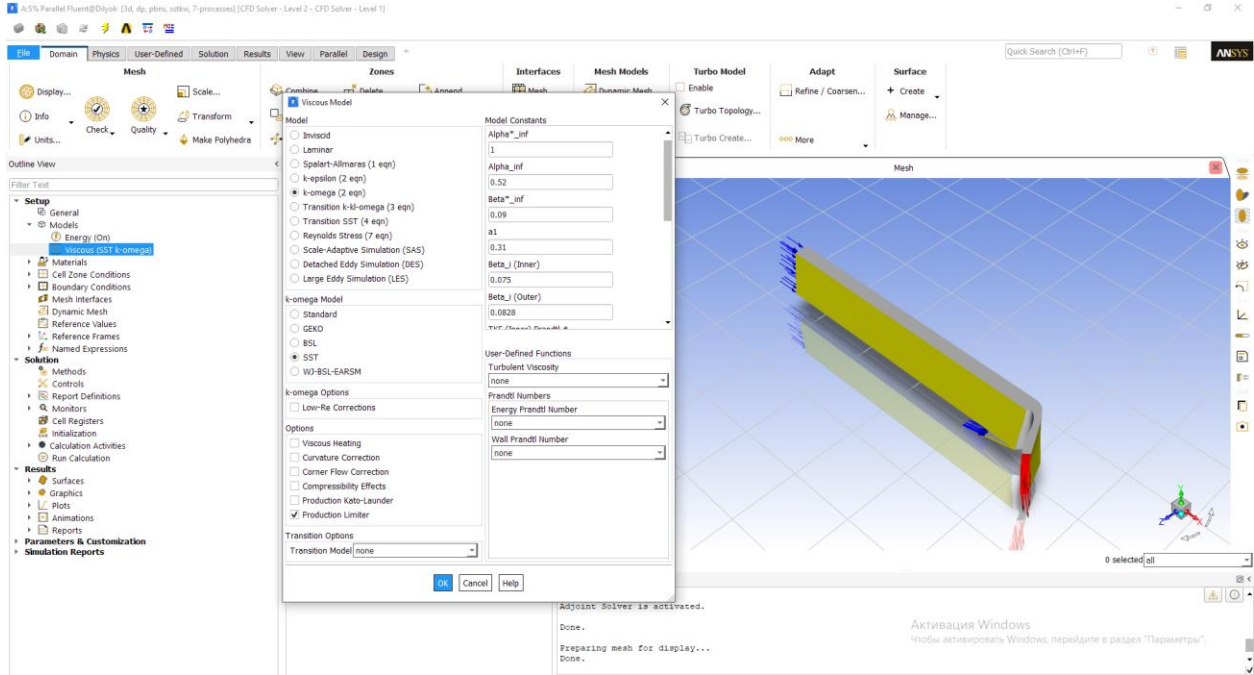 A:5% Parallel Fluent@Dilyok [3d, dp, pbns, sstkw, 7-processes] [CFD Solver - Level 2 - CFD Solver - Level 1]
File Domain Physics User-Defined Solution Results View Parallel Design
Quick Search (Ctrl+F)
ANSYS
Mesh
Display...
Info
Units...
Check
Quality
Scale...
Transform
Make Polyhedra
Zones
Combine Delete Append
Interfaces
Mesh
Mesh Models
Dynamic Mesh
Turbo Model
Enable
Turbo Topology...
Turbo Create...
Adapt
Refine / Coarsen...
More
Surface
Create
Manage...
Outline View
Filter Text
Setup
General
Models
Energy (On)
Viscous (SST k-omega)
Materials
Cell Zone Conditions
Boundary Conditions
Mesh Interfaces
Dynamic Mesh
Reference Values
Reference Frames
Named Expressions
Solution
Methods
Controls
Report Definitions
Monitors
Cell Registers
Initialization
Calculation Activities
Run Calculation
Results
Surfaces
Graphics
Plots
Animations
Reports
Parameters & Customization
Simulation Reports
Viscous Model
Model
Inviscid
Laminar
Spalart-Allmaras (1 eqn)
k-epsilon (2 eqn)
k-omega (2 eqn)
Transition k-kl-omega (3 eqn)
Transition SST (4 eqn)
Reynolds Stress (7 eqn)
Scale-Adaptive Simulation (SAS)
Detached Eddy Simulation (DES)
Large Eddy Simulation (LES)
k-omega Model
Standard
GEKO
BSL
SST
WJ-BSL-EARSM
k-omega Options
Low-Re Corrections
Options
Viscous Heating
Curvature Correction
Corner Flow Correction
Compressibility Effects
Production Kato-Launder
Production Limiter
Transition Options
Transition Model none
Model Constants
Alpha*_inf
1
Alpha_inf
0.52
Beta*_inf
0.09
a1
0.31
Beta_i (Inner)
0.075
Beta_i (Outer)
0.0828
TKE (Inner) Prandtl #
User-Defined Functions
Turbulent Viscosity
none
Prandtl Numbers
Energy Prandtl Number
none
Wall Prandtl Number
none
OK Cancel Help
Mesh
Y
Z
X
0 selected all
Adjoint Solver is activated.
Done.
Preparing mesh for display...
Done.
Активация Windows
Чтобы активировать Windows, перейдите в раздел "Параметры".